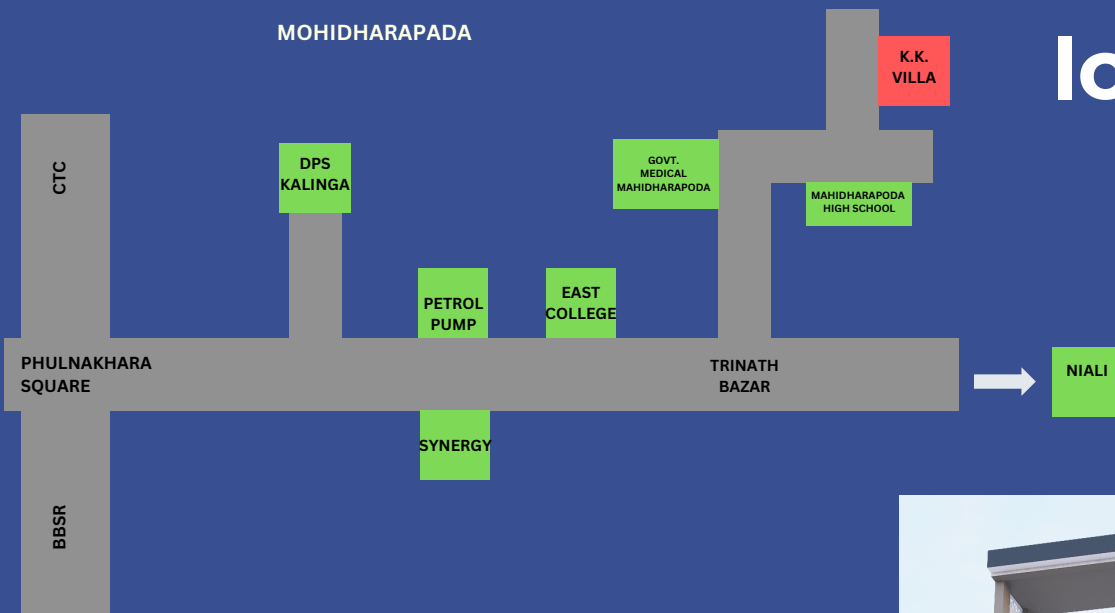 MOHIDHARAPADA
K.K.
VILLA
CTC
DPS
KALINGA
GOVT.
MEDICAL
MAHIDHARAPODA
MAHIDHARAPODA
HIGH SCHOOL
PETROL
PUMP
EAST
COLLEGE
PHULNAKHARA
SQUARE
TRINATH
BAZAR
NIALI
SYNERGY
BBSR